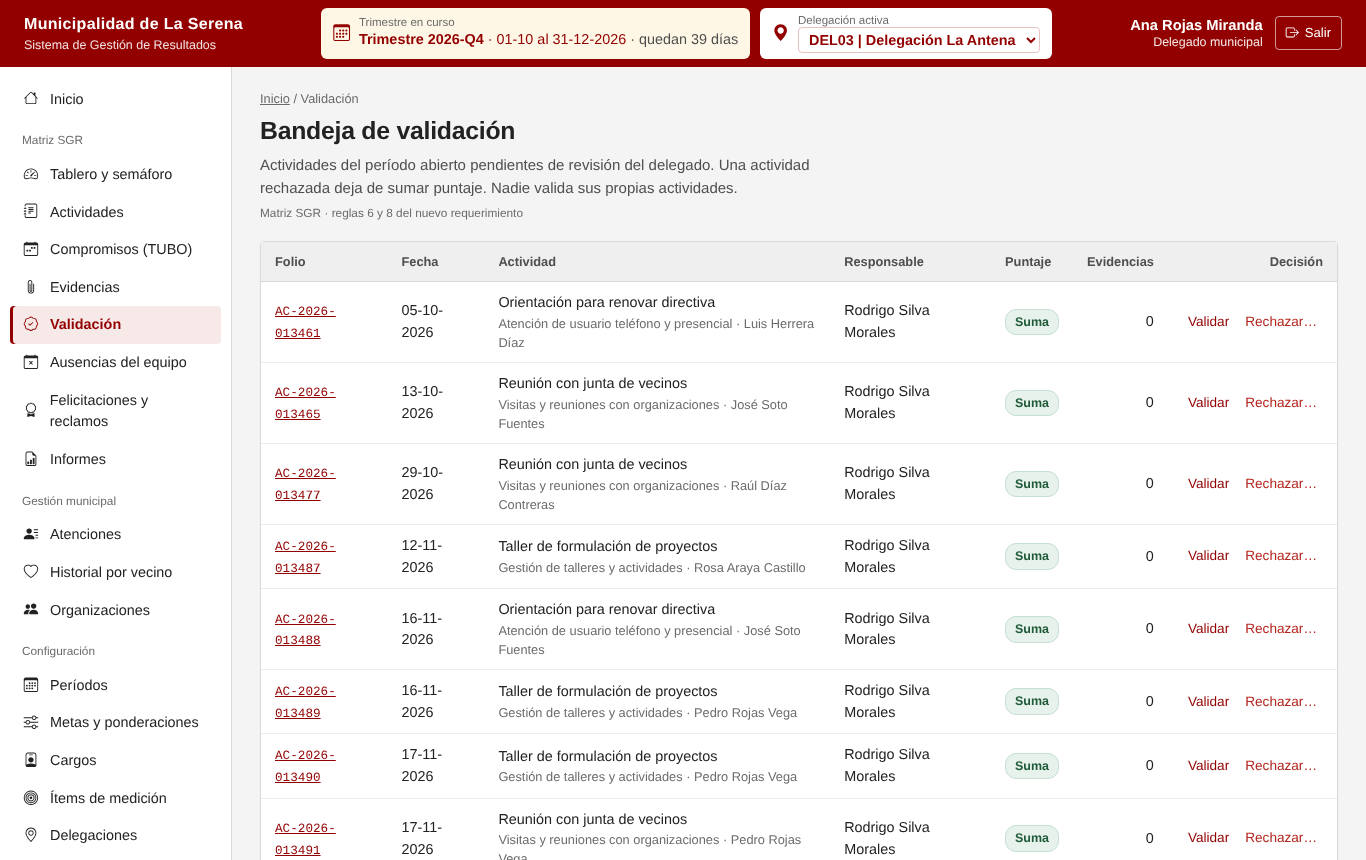 Municipalidad de La Serena
Sistema de Gestión de Resultados
Trimestre en curso
Trimestre 2026-Q4 · 01-10 al 31-12-2026 · quedan 39 días
Delegación activa
DEL03 | Delegación La Antena
Ana Rojas Miranda
Delegado municipal
Salir
Inicio
Matriz SGR
Tablero y semáforo
Actividades
Compromisos (TUBO)
Evidencias
Validación
Ausencias del equipo
Felicitaciones y
reclamos
Informes
Gestión municipal
Atenciones
Historial por vecino
Organizaciones
Configuración
Períodos
Metas y ponderaciones
Cargos
Ítems de medición
Delegaciones
Inicio / Validación
Bandeja de validación
Actividades del período abierto pendientes de revisión del delegado. Una actividad
rechazada deja de sumar puntaje. Nadie valida sus propias actividades.
Matriz SGR · reglas 6 y 8 del nuevo requerimiento
Folio Fecha Actividad Responsable Puntaje Evidencias Decisión
AC-2026-
013461
05-10-
2026
Orientación para renovar directiva
Atención de usuario teléfono y presencial · Luis Herrera
Díaz
Rodrigo Silva
Morales
Suma 0 Validar Rechazar…
AC-2026-
013465
13-10-
2026
Reunión con junta de vecinos
Visitas y reuniones con organizaciones · José Soto
Fuentes
Rodrigo Silva
Morales
Suma 0 Validar Rechazar…
AC-2026-
013477
29-10-
2026
Reunión con junta de vecinos
Visitas y reuniones con organizaciones · Raúl Díaz
Contreras
Rodrigo Silva
Morales
Suma 0 Validar Rechazar…
AC-2026-
013487
12-11-
2026
Taller de formulación de proyectos
Gestión de talleres y actividades · Rosa Araya Castillo
Rodrigo Silva
Morales
Suma 0 Validar Rechazar…
AC-2026-
013488
16-11-
2026
Orientación para renovar directiva
Atención de usuario teléfono y presencial · José Soto
Fuentes
Rodrigo Silva
Morales
Suma 0 Validar Rechazar…
AC-2026-
013489
16-11-
2026
Taller de formulación de proyectos
Gestión de talleres y actividades · Pedro Rojas Vega
Rodrigo Silva
Morales
Suma 0 Validar Rechazar…
AC-2026-
013490
17-11-
2026
Taller de formulación de proyectos
Gestión de talleres y actividades · Pedro Rojas Vega
Rodrigo Silva
Morales
Suma 0 Validar Rechazar…
AC-2026-
013491
17-11-
2026
Reunión con junta de vecinos
Visitas y reuniones con organizaciones · Pedro Rojas
Vega
Rodrigo Silva
Morales
Suma 0 Validar Rechazar…